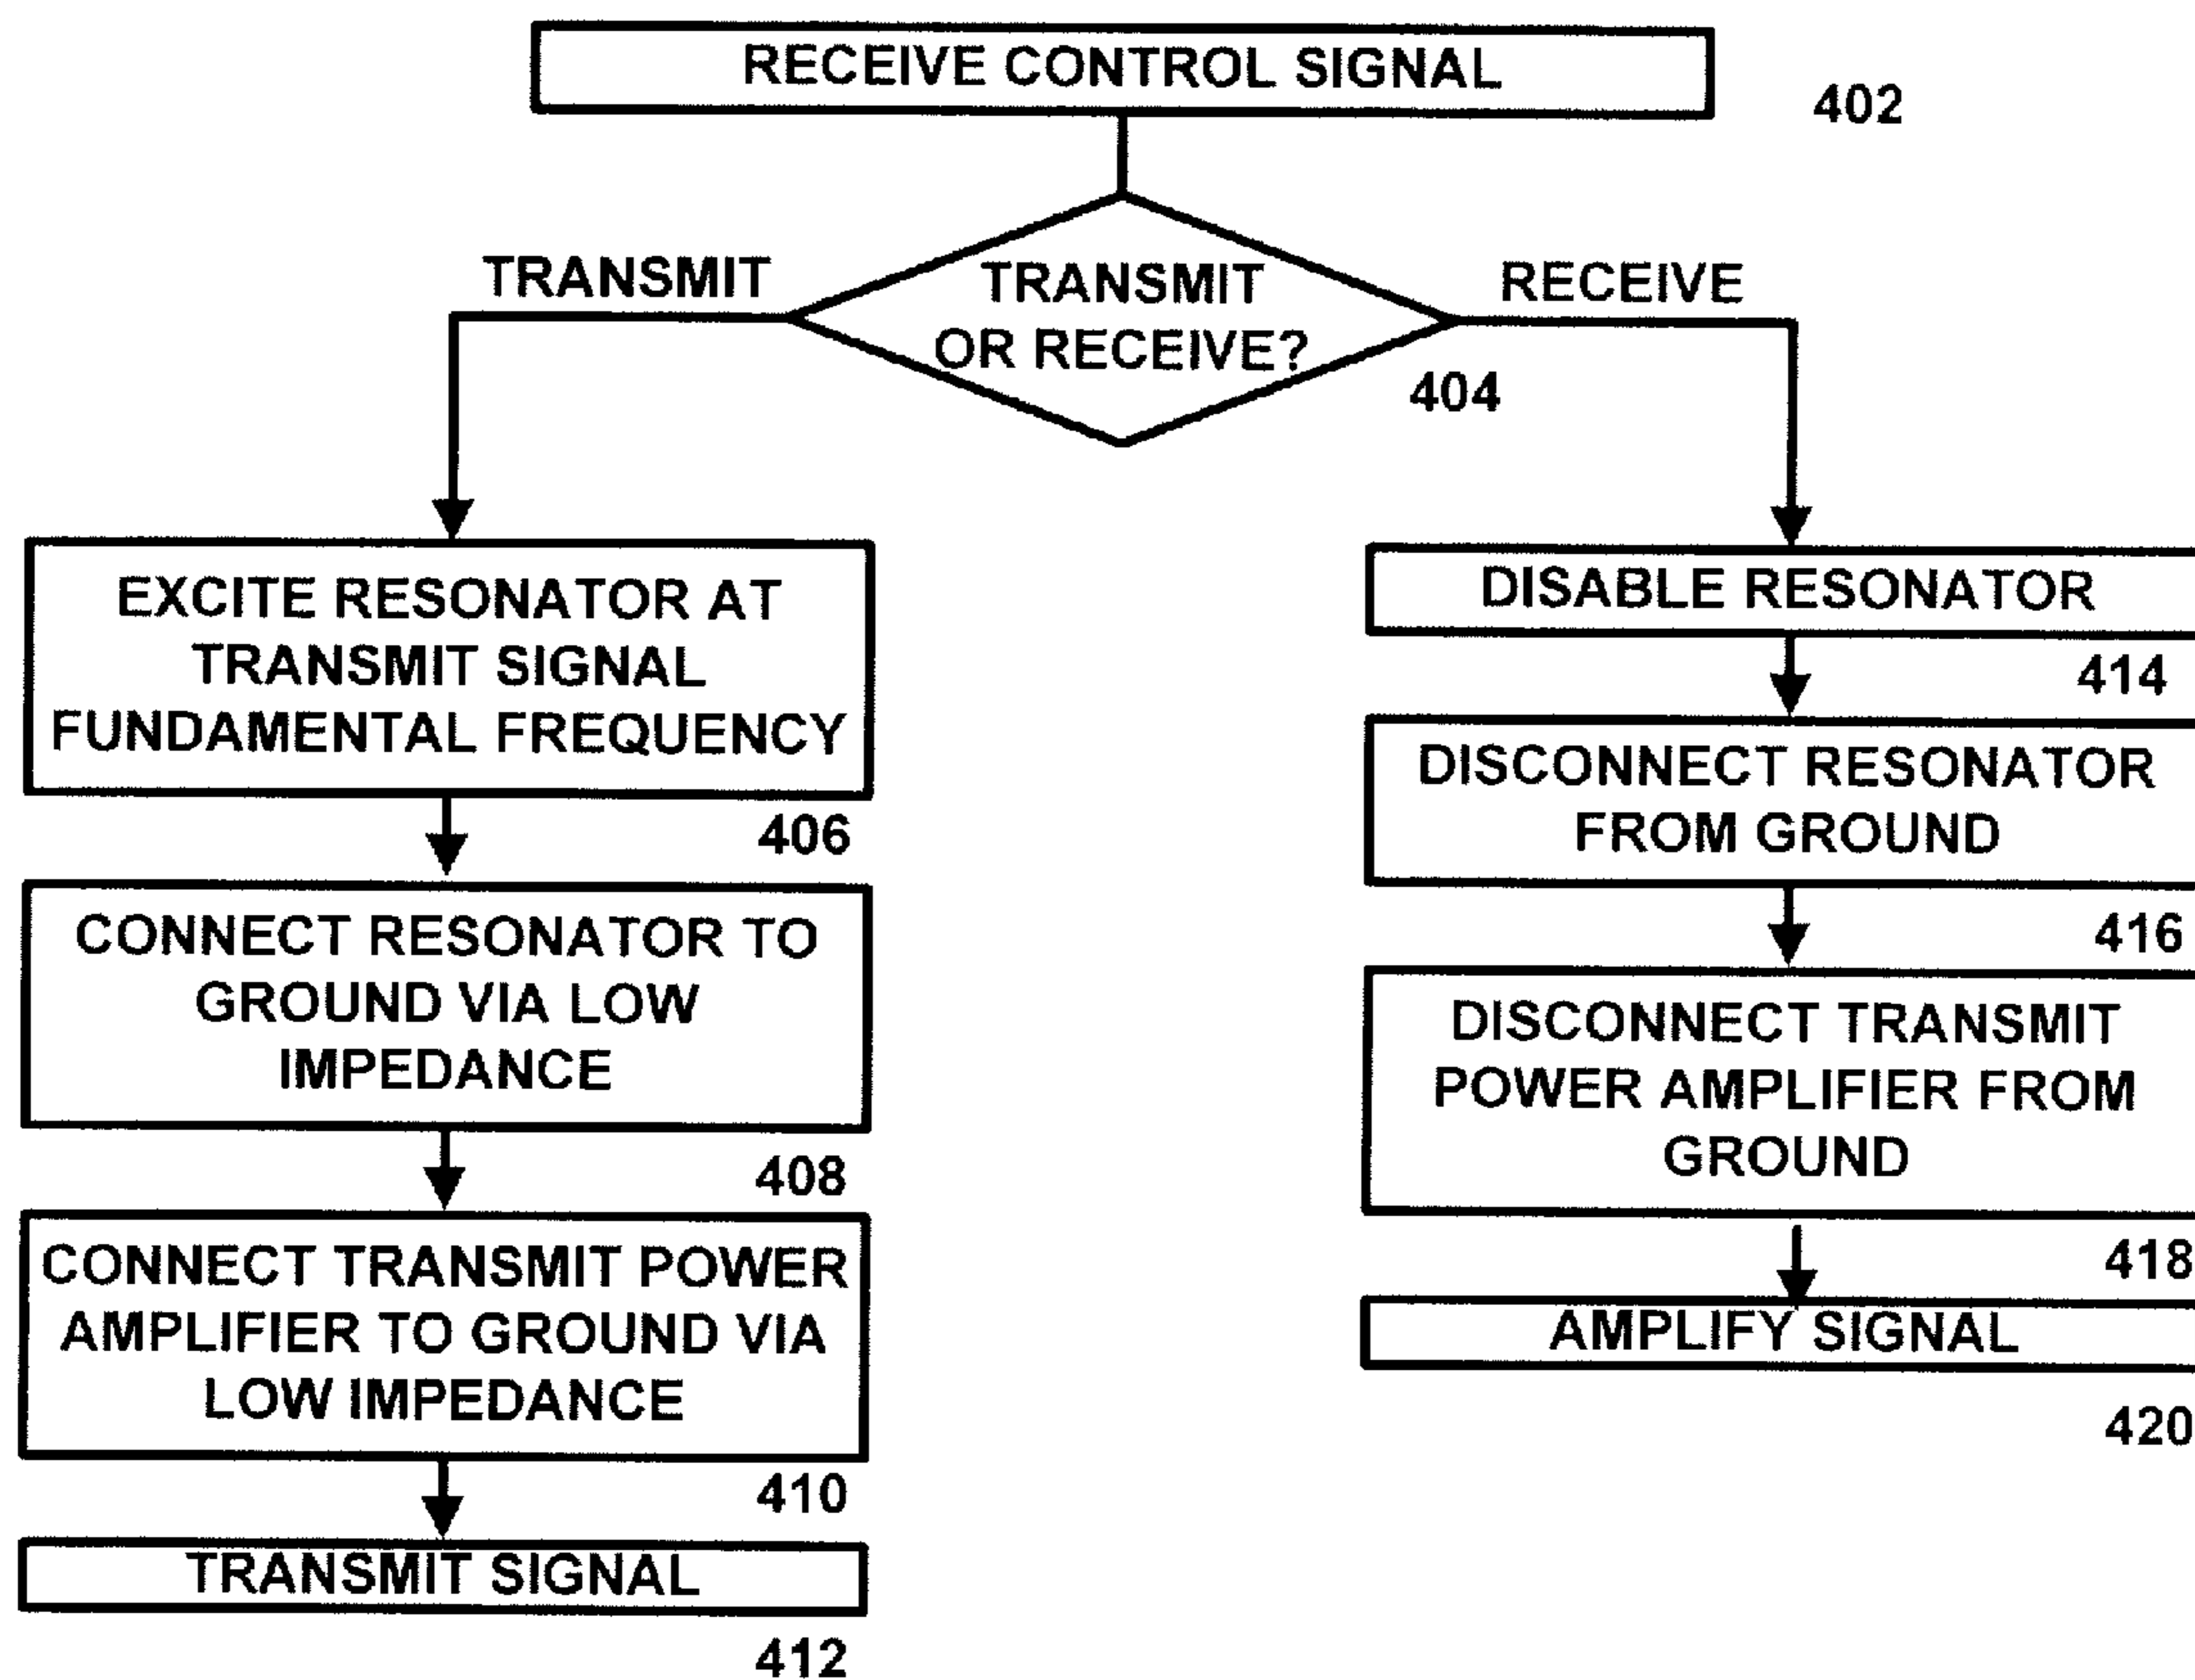 RECEIVE CONTROL SIGNAL
402
TRANSMIT
TRANSMIT
OR RECEIVE?
RECEIVE
404
EXCITE RESONATOR AT
TRANSMIT SIGNAL
FUNDAMENTAL FREQUENCY
406
CONNECT RESONATOR TO
GROUND VIA LOW
IMPEDANCE
408
CONNECT TRANSMIT POWER
AMPLIFIER TO GROUND VIA
LOW IMPEDANCE
410
TRANSMIT SIGNAL
412
DISABLE RESONATOR
414
DISCONNECT RESONATOR
FROM GROUND
416
DISCONNECT TRANSMIT
POWER AMPLIFIER FROM
GROUND
418
AMPLIFY SIGNAL
420